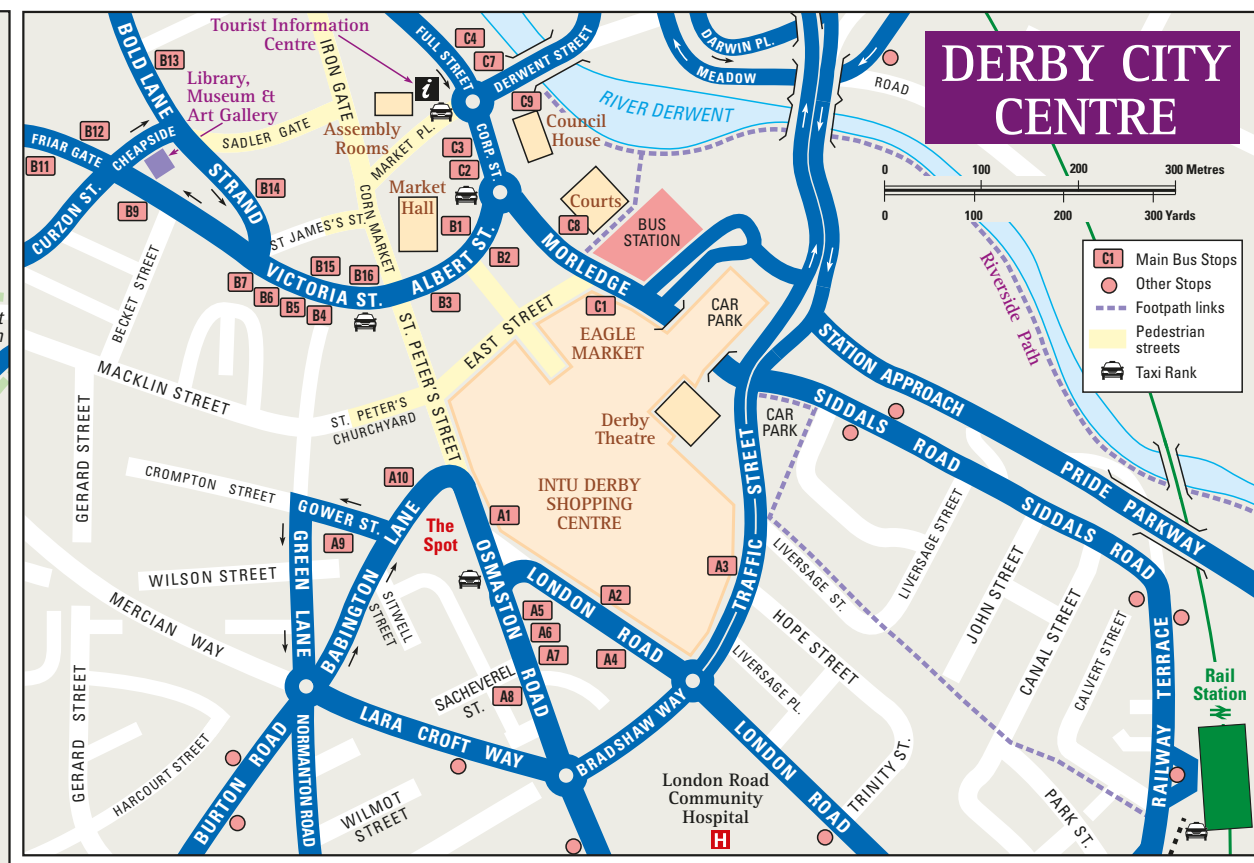 DERBY CITY
CENTRE
0 100 200 300 Metres
0 100 200 300 Yards
C1 Main Bus Stops
Other Stops
Footpath links
Pedestrian
streets
Taxi Rank
Tourist Information
Centre
i
Library,
Museum &
Art Gallery
BOLD LANE
B13
IRON GATE
FULL STREET
C4
C7
DERWENT STREET
DARWIN PL.
MEADOW
ROAD
RIVER DERWENT
Riverside Path
B12
FRIAR GATE
B11
CHEAPSIDE
CURZON ST.
B9
SADLER GATE
STRAND
B14
Assembly
Rooms
MARKET PL.
C9
Council
House
C3
C2
CORP. ST.
Market
Hall
CORN MARKET
ST JAMES'S ST.
B1
Courts
C8
BUS
STATION
B2
MORLEDGE
ALBERT ST.
VICTORIA ST.
B15
B16
B7
B6
B5
B4
B3
C1
BECKET STREET
CAR
PARK
EAGLE
MARKET
EAST STREET
ST. PETER'S STREET
MACKLIN STREET
ST. PETER'S
CHURCHYARD
GERARD STREET
Derby
Theatre
CAR
PARK
STATION APPROACH
SIDDALS ROAD
PRIDE PARKWAY
SIDDALS ROAD
CROMPTON STREET
A10
GOWER ST.
A9
GREEN LANE
BABINGTON LANE
The
Spot
A1
INTU DERBY
SHOPPING
CENTRE
TRAFFIC STREET
A3
LIVERSAGE ST.
LIVERSAGE STREET
WILSON STREET
MERCIAN WAY
SITWELL
STREET
OSMASTON ROAD
LONDON ROAD
A2
A5
A6
A7
A4
A8
SACHEVEREL
ST.
HOPE STREET
LIVERSAGE PL.
JOHN STREET
CANAL STREET
CALVERT STREET
RAILWAY TERRACE
Rail
Station
GERARD STREET
HARCOURT STREET
BURTON ROAD
NORMANTON ROAD
LARA CROFT WAY
BRADSHAW WAY
WILMOT
STREET
LONDON ROAD
London Road
Community
Hospital
H
TRINITY ST.
PARK ST.